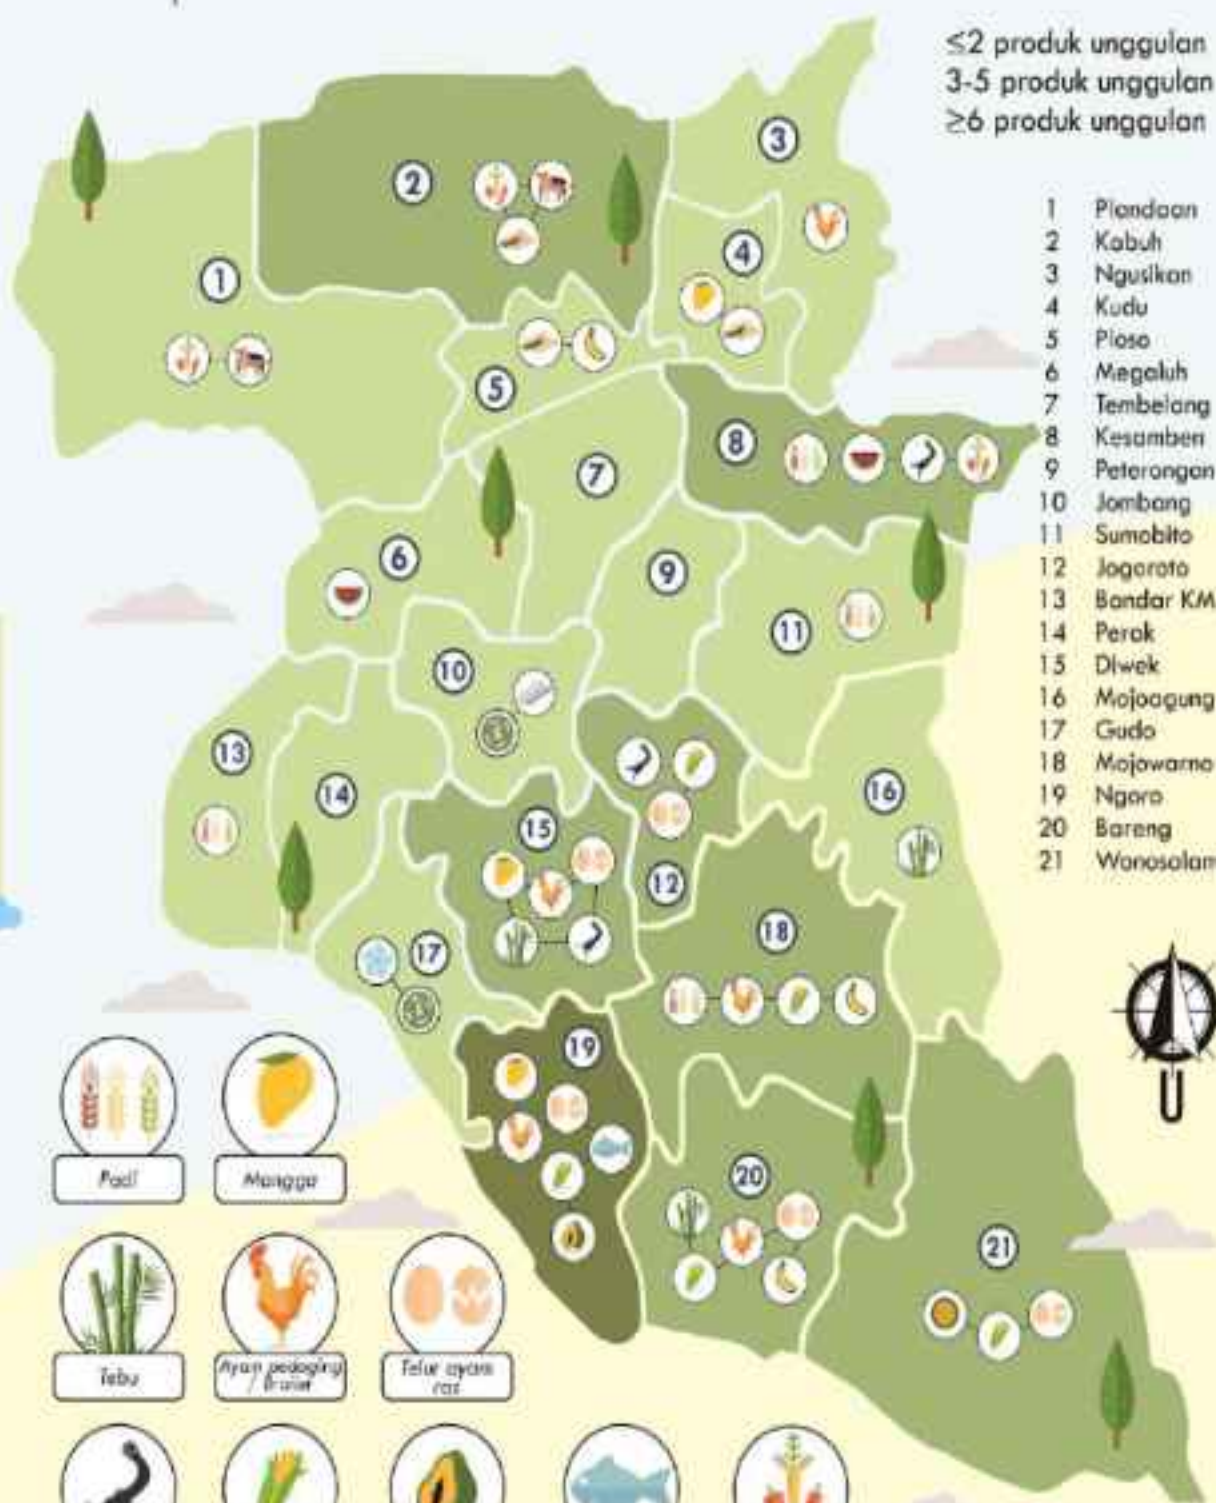 ≤2 produk unggulan
3-5 produk unggulan
≥6 produk unggulan
1 Plandaan
2 Kabuh
3 Ngusikan
4 Kudu
5 Ploso
6 Megaluh
7 Tembelang
8 Kesamben
9 Peterongan
10 Jombang
11 Sumobito
12 Jogoroto
13 Bandar KM
14 Perak
15 Diwek
16 Mojoagung
17 Gudo
18 Mojowarno
19 Ngoro
20 Bareng
21 Wonosalam
3
2
4
1
5
8
7
6
9
11
10
13
14
16
15
12
18
17
19
20
21
U
Padi
Mangga
Tebu
Ayam pedaging
/ Broiler
Telur ayam
ras